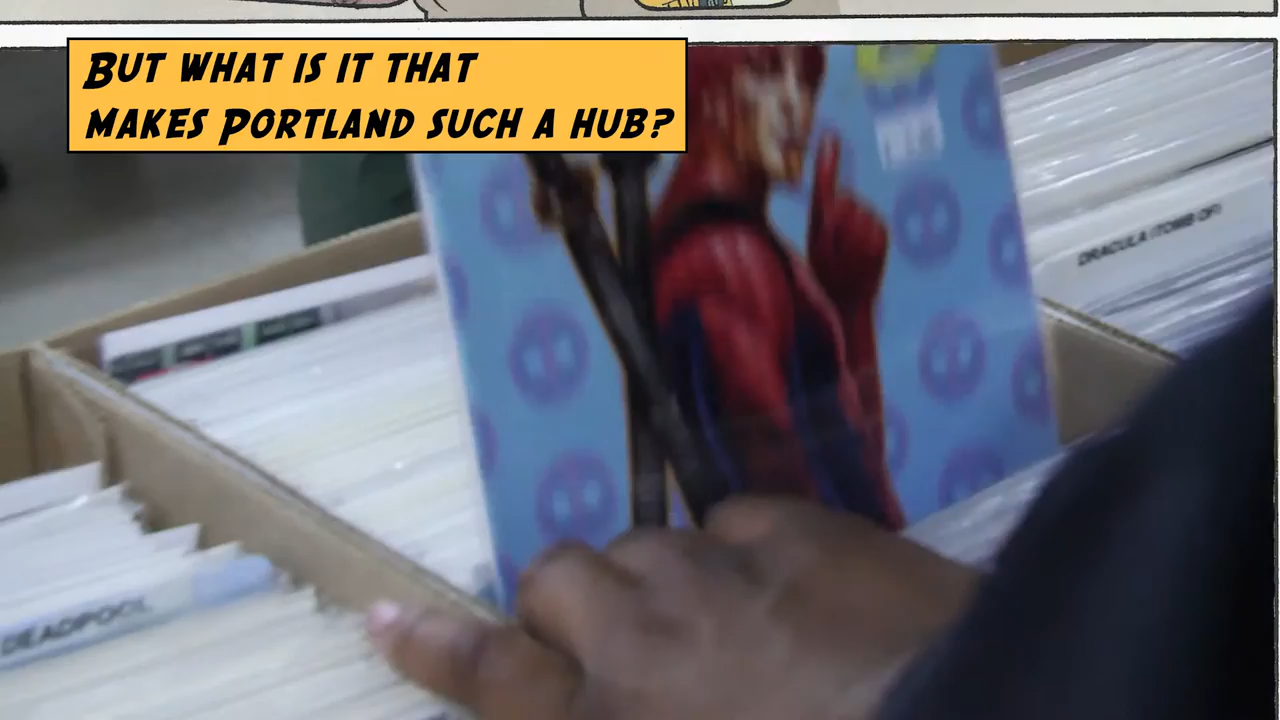 BUT WHAT IS IT THAT
MAKES PORTLAND SUCH A HUB?
DRACULA (TOMB OF)
DEADPOOL